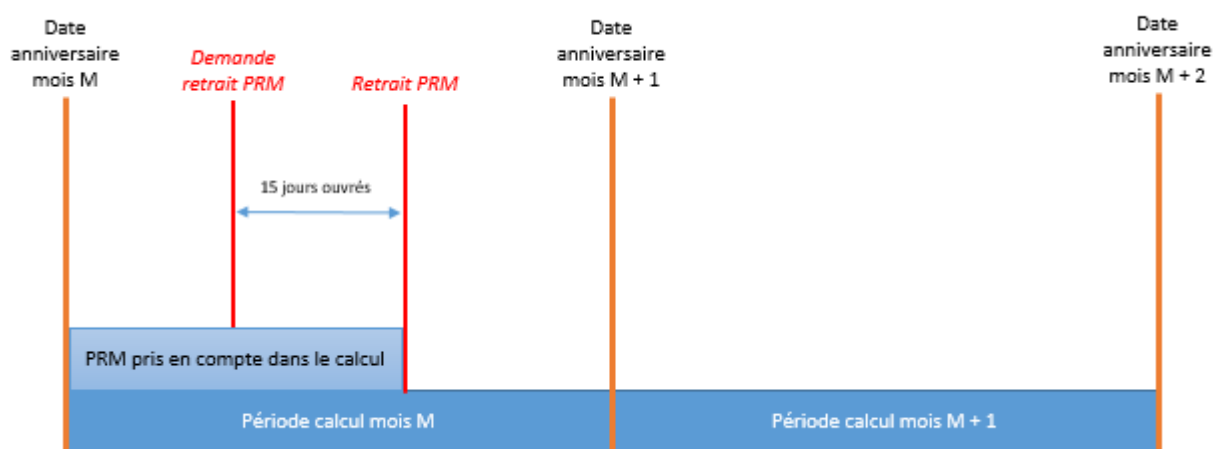 Date
anniversaire
mois M
Demande
retrait PRM
Retrait PRM
Date
anniversaire
mois M + 1
Date
anniversaire
mois M + 2
15 jours ouvrés
PRM pris en compte dans le calcul
Période calcul mois M
Période calcul mois M + 1